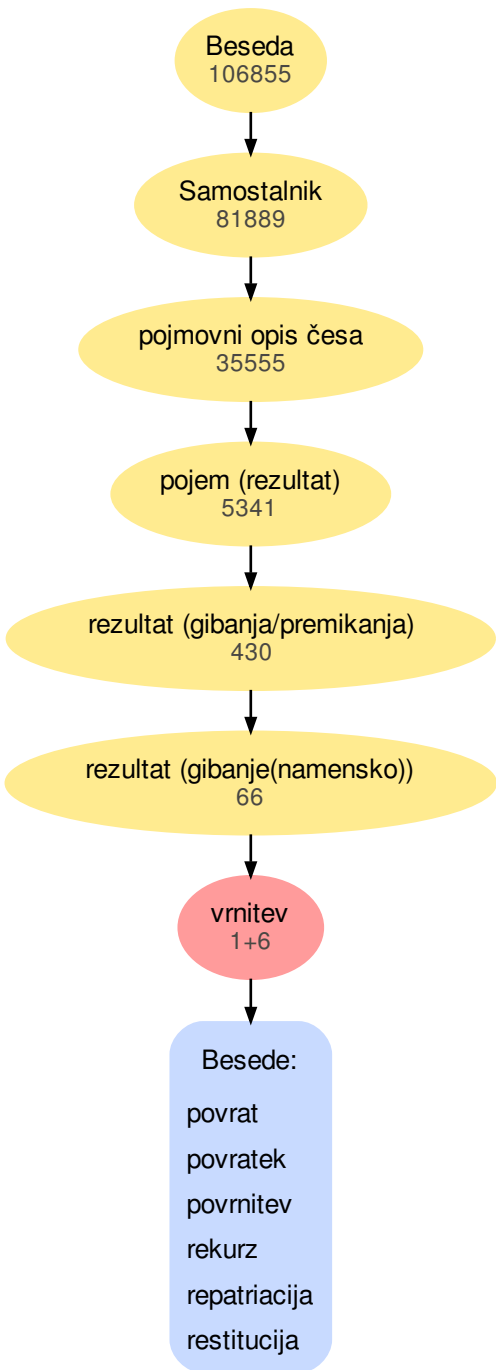 Beseda
106855
Samostalnik
81889
pojmovni opis česa
35555
pojem (rezultat)
5341
rezultat (gibanja/premikanja)
430
rezultat (gibanje(namensko))
66
vrnitev
1+6
Besede:
povrat
povratek
povrnitev
rekurz
repatriacija
restitucija